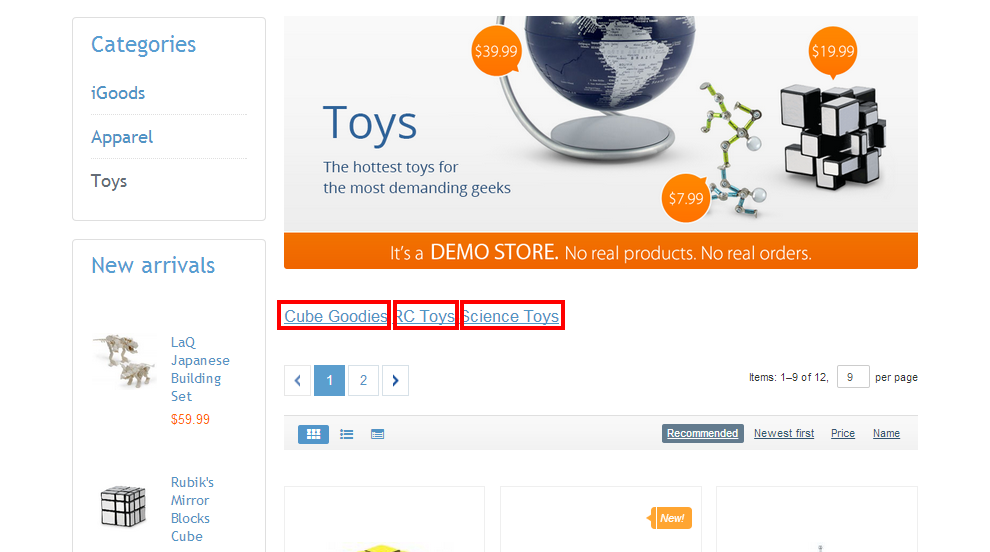 Categories
iGoods
Apparel
Toys
New arrivals
LaQ
Japanese
Building
Set
$59.99
Rubik's
Mirror
Blocks
Cube
$39.99
$19.99
Toys
The hottest toys for
the most demanding geeks
$7.99
It's a DEMO STORE. No real products. No real orders.
Cube Goodies RC Toys Science Toys
1 2 Items: 1–9 of 12, 9 per page
Recommended Newest first Price Name
New!